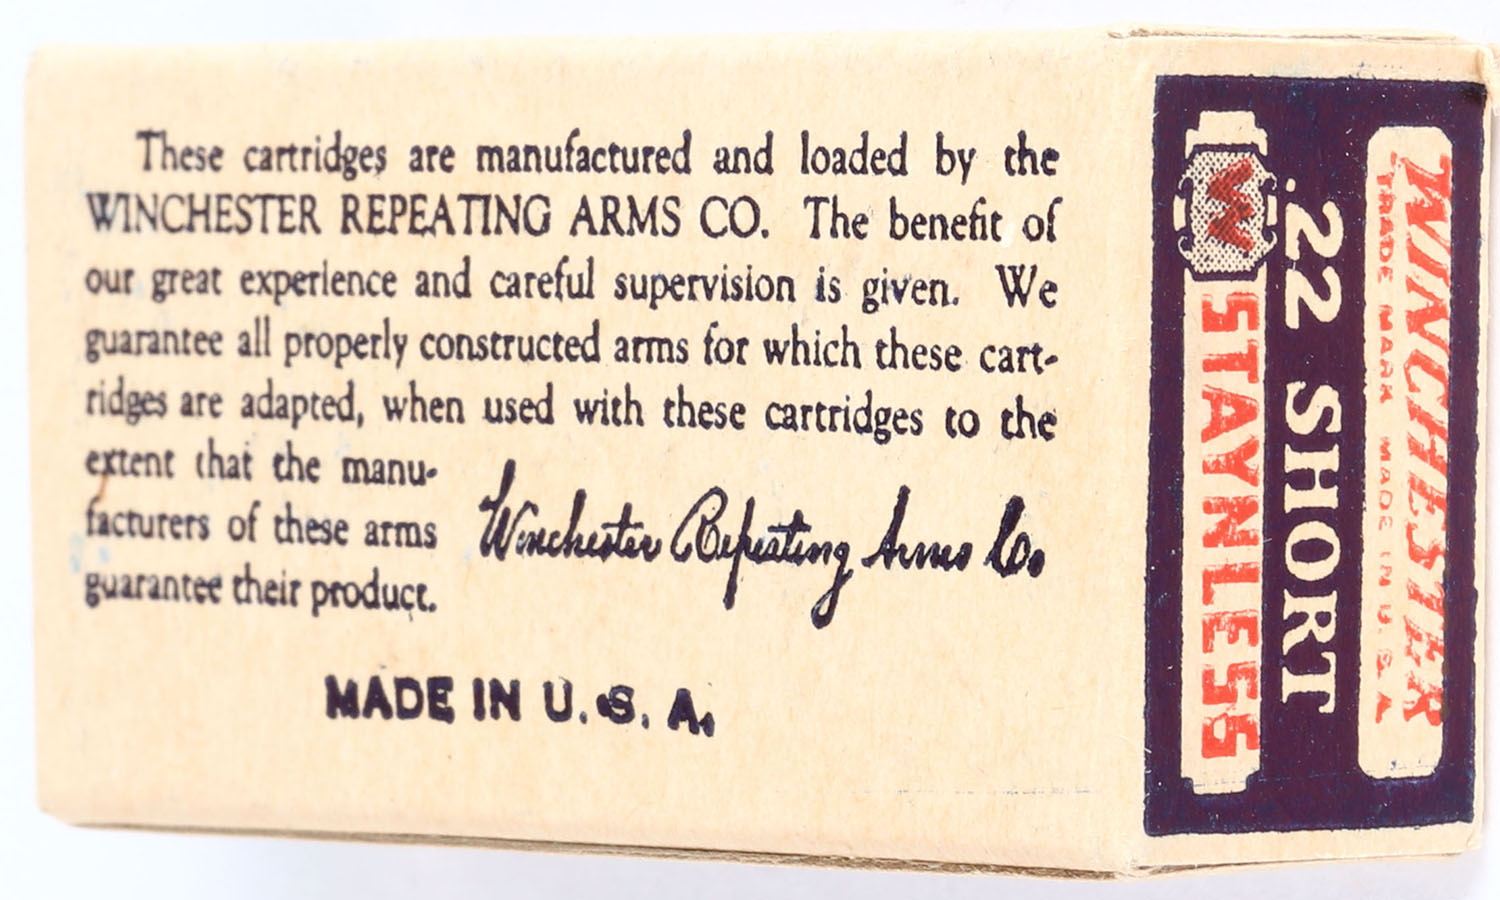 These cartridges are manufactured and loaded by the
WINCHESTER REPEATING ARMS CO. The benefit of
our great experience and careful supervision is given. We
guarantee all properly constructed arms for which these cart-
ridges are adapted, when used with these cartridges to the
extent that the manu-
facturers of these arms
guarantee their product.
Winchester Repeating Arms Co.
MADE IN U.S.A.
WINCHESTER
TRADE MARK MADE IN U.S.A.
.22 SHORT
W
STAYNLESS